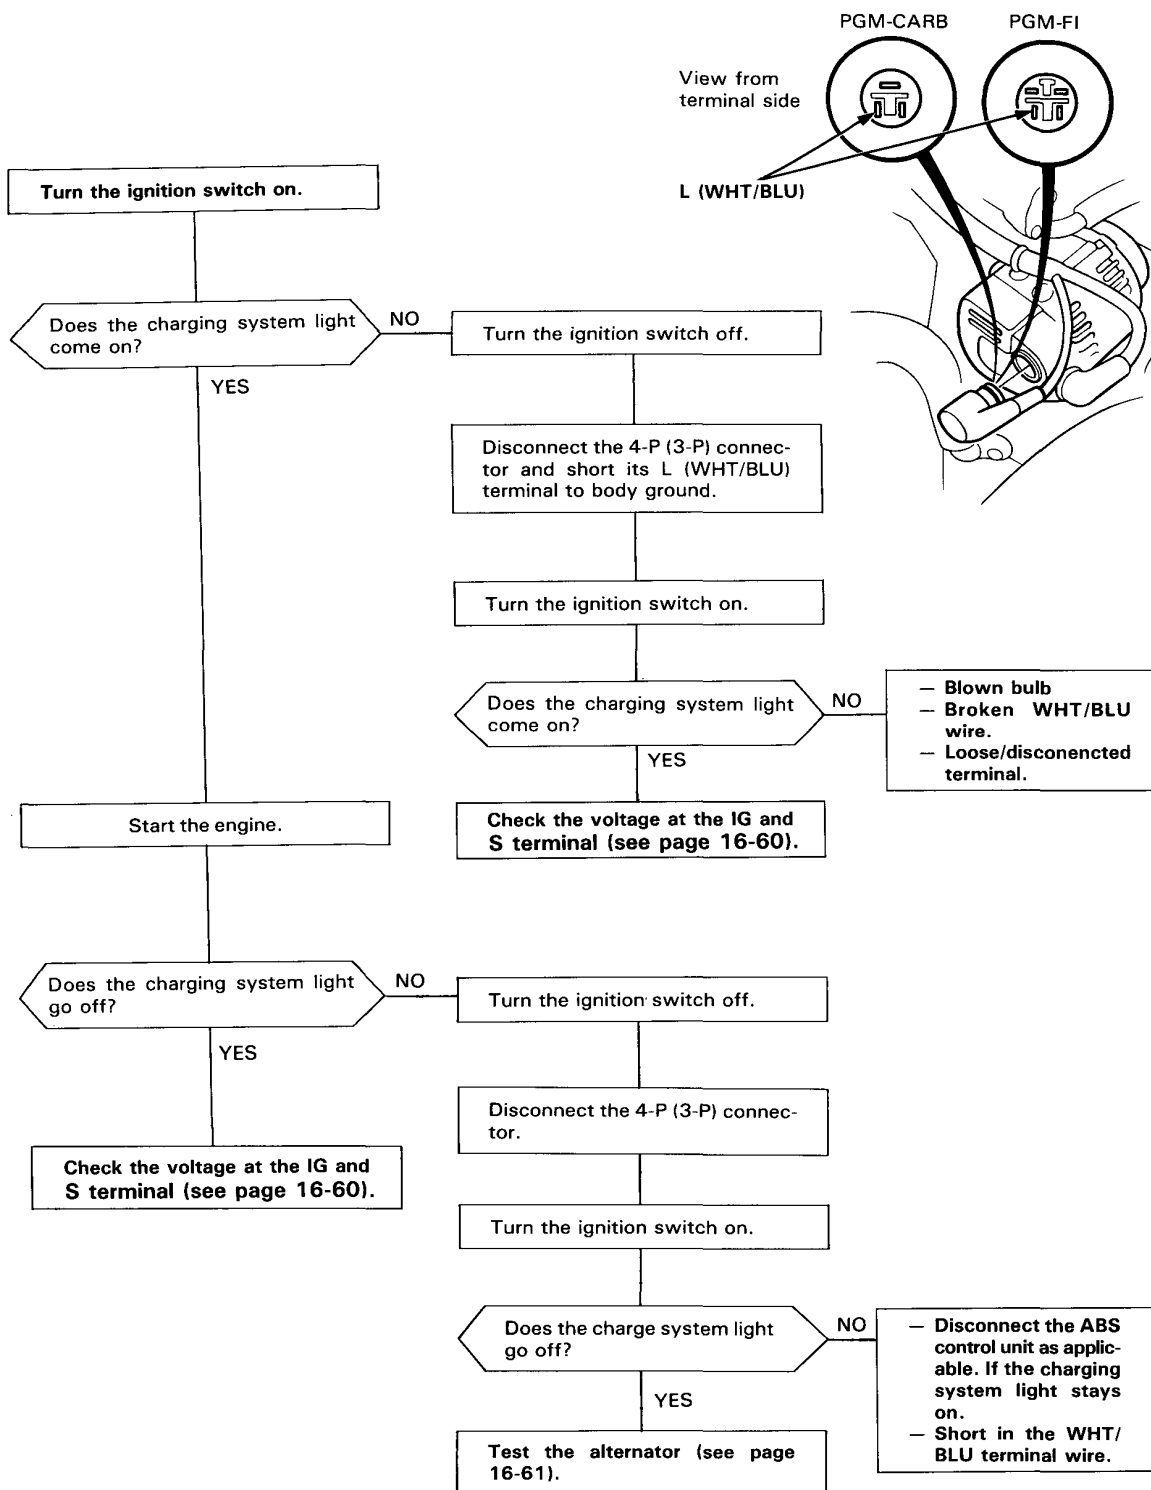 PGM-CARB
PGM-FI
View from
terminal side
L (WHT/BLU)
Turn the ignition switch on.
Does the charging system light
come on?
NO
YES
Turn the ignition switch off.
Disconnect the 4-P (3-P) connec-
tor and short its L (WHT/BLU)
terminal to body ground.
Turn the ignition switch on.
Does the charging system light
come on?
NO
— Blown bulb
— Broken WHT/BLU
wire.
— Loose/disconencted
terminal.
YES
Check the voltage at the IG and
S terminal (see page 16-60).
Start the engine.
Does the charging system light
go off?
NO
YES
Check the voltage at the IG and
S terminal (see page 16-60).
Turn the ignition switch off.
Disconnect the 4-P (3-P) connec-
tor.
Turn the ignition switch on.
Does the charge system light
go off?
NO
— Disconnect the ABS
control unit as applic-
able. If the charging
system light stays
on.
— Short in the WHT/
BLU terminal wire.
YES
Test the alternator (see page
16-61).